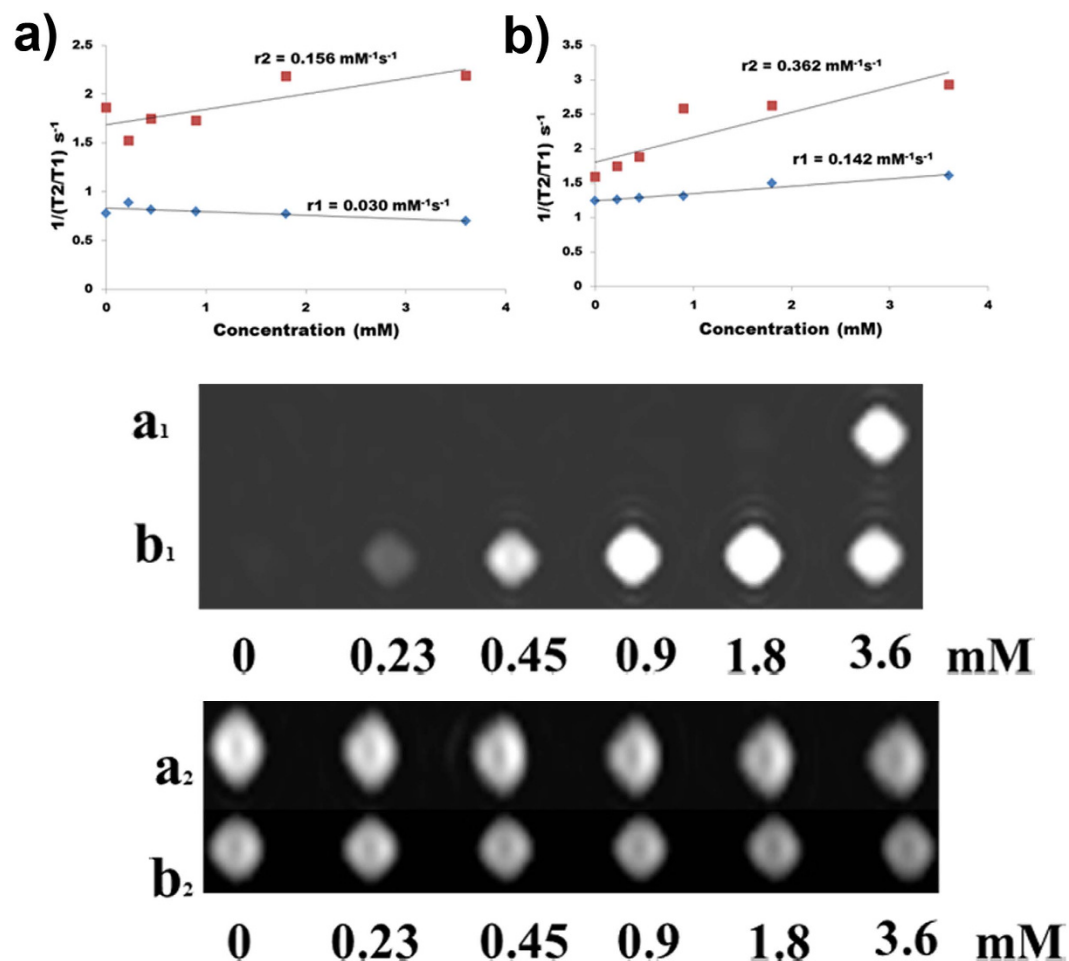 a)
2.5
2
1.5
1
0.5
0
1/(T2/T1) s⁻¹
r2 = 0.156 mM⁻¹s⁻¹
r1 = 0.030 mM⁻¹s⁻¹
0 1 2 3 4
Concentration (mM)
b)
3.5
3
2.5
2
1.5
1
0.5
0
1/(T2/T1) s⁻¹
r2 = 0.362 mM⁻¹s⁻¹
r1 = 0.142 mM⁻¹s⁻¹
0 1 2 3 4
Concentration (mM)
a₁
b₁
0 0.23 0.45 0.9 1.8 3.6 mM
a₂
b₂
0 0.23 0.45 0.9 1.8 3.6 mM